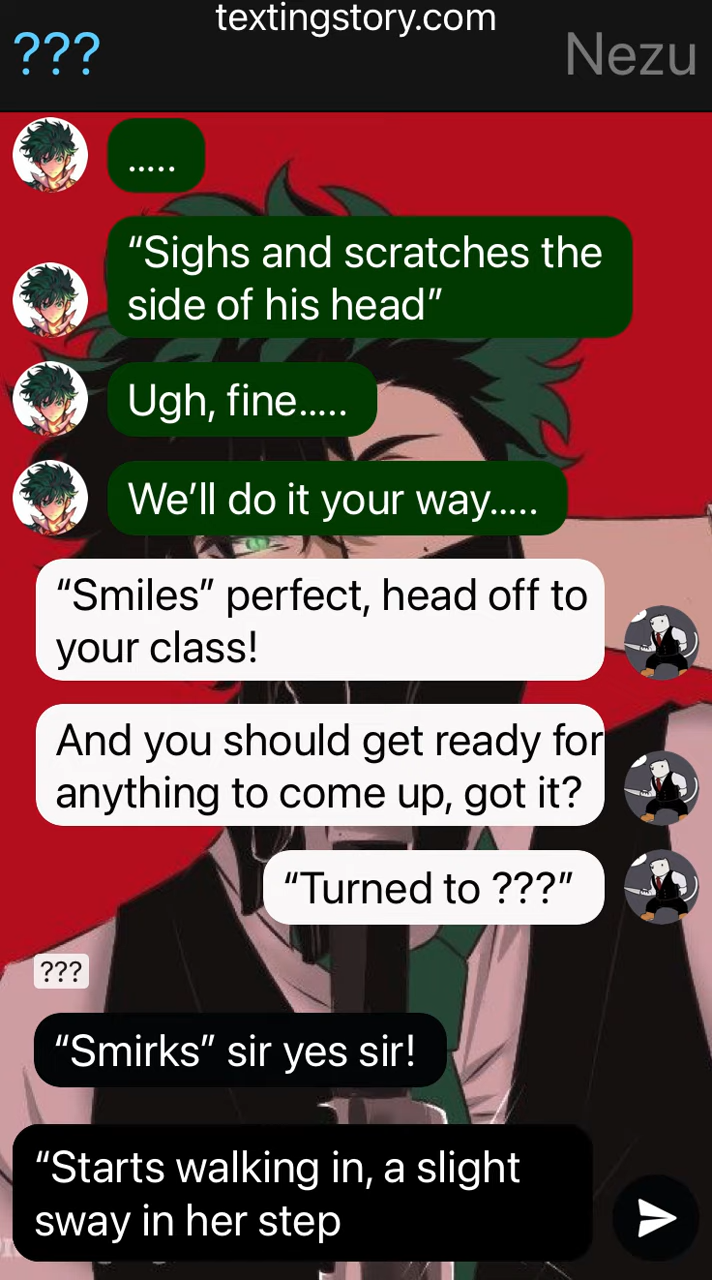 textingstory.com
???
Nezu
.....
“Sighs and scratches the
side of his head”
Ugh, fine.....
We’ll do it your way.....
“Smiles” perfect, head off to
your class!
And you should get ready for
anything to come up, got it?
“Turned to ???”
???
“Smirks” sir yes sir!
“Starts walking in, a slight
sway in her step